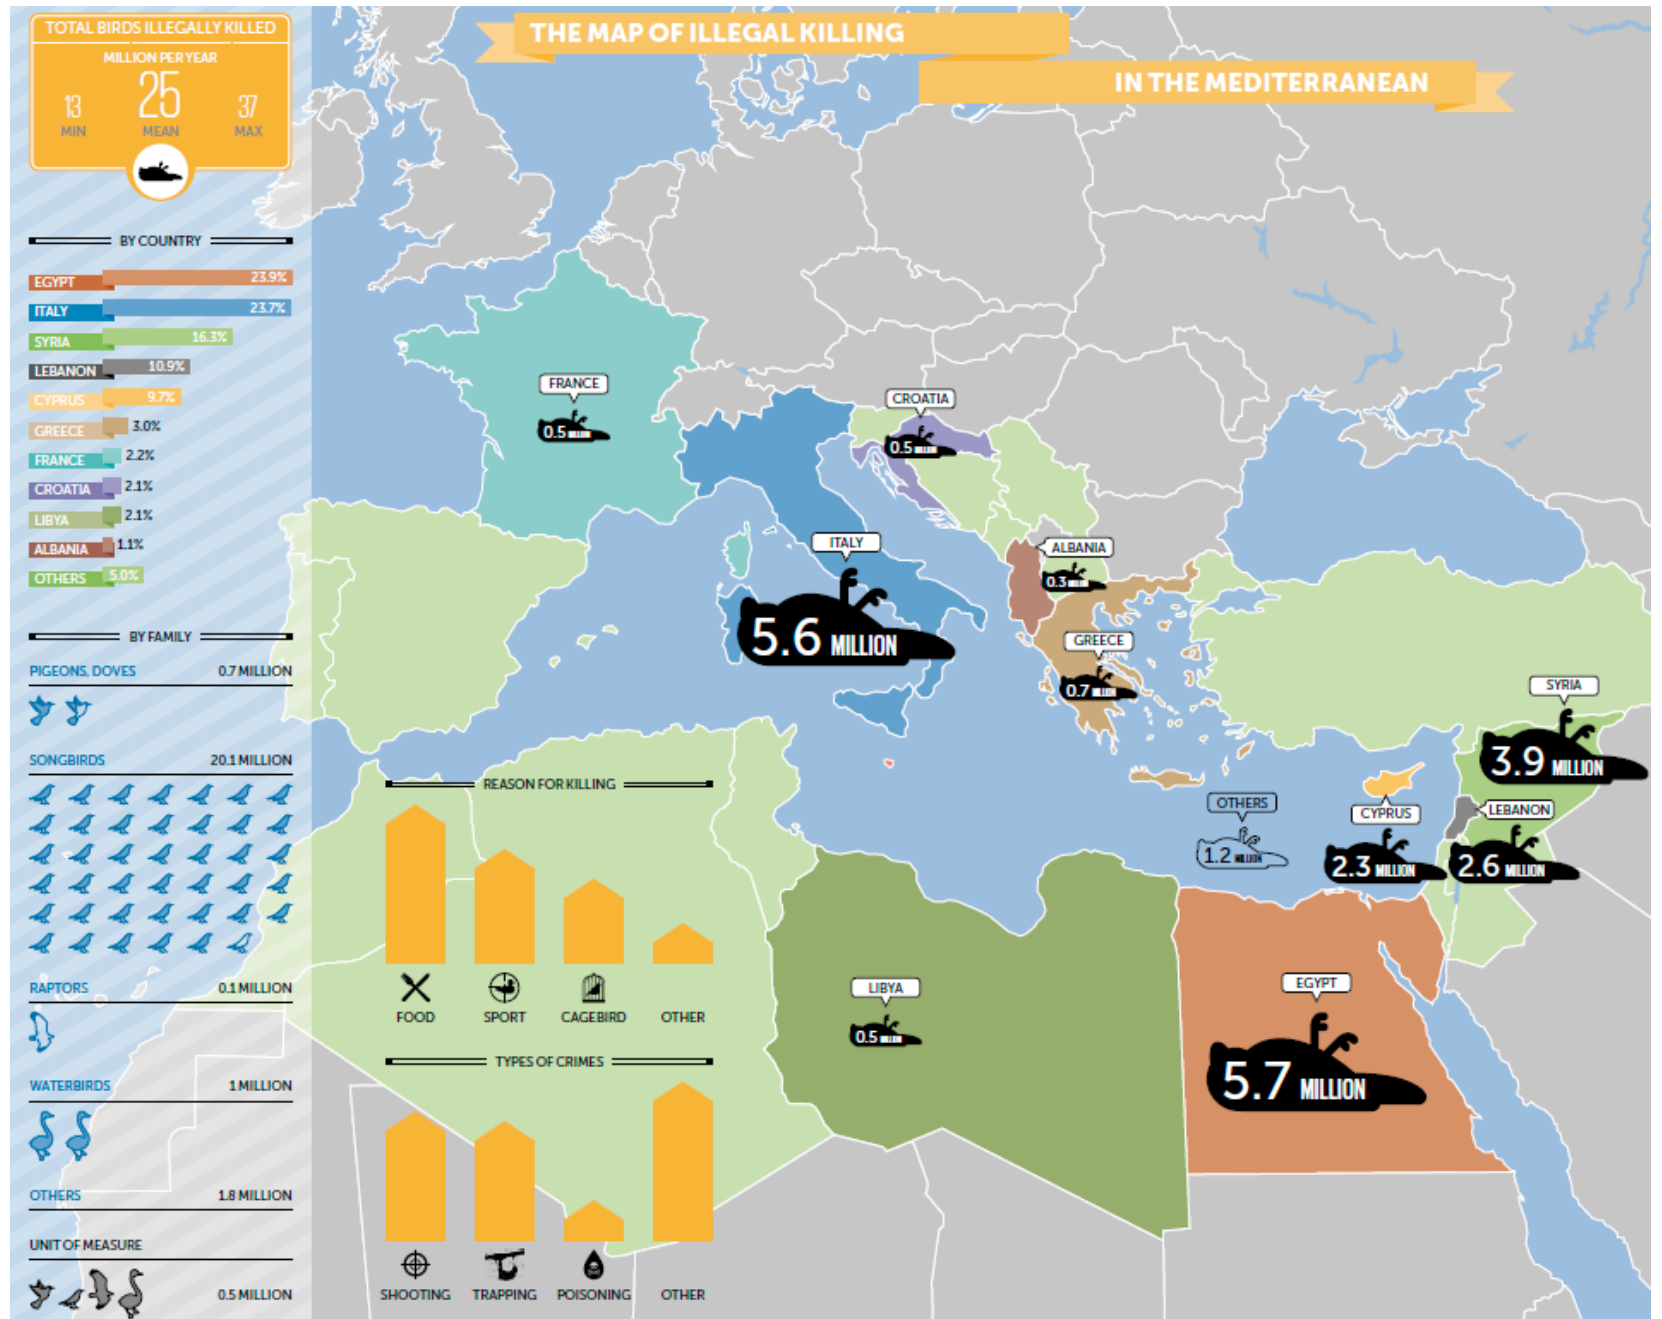 TOTAL BIRDS ILLEGALLY KILLED
MILLION PER YEAR
13 25 37
MIN MEAN MAX
THE MAP OF ILLEGAL KILLING
IN THE MEDITERRANEAN
BY COUNTRY
EGYPT 23.9%
ITALY 23.7%
SYRIA 16.3%
LEBANON 10.9%
CYPRUS 9.7%
GREECE 3.0%
FRANCE 2.2%
CROATIA 2.1%
LIBYA 2.1%
ALBANIA 1.1%
OTHERS 5.0%
BY FAMILY
PIGEONS, DOVES 0.7 MILLION
SONGBIRDS 20.1 MILLION
RAPTORS 0.1 MILLION
WATERBIRDS 1 MILLION
OTHERS 1.8 MILLION
UNIT OF MEASURE
0.5 MILLION
FRANCE
0.5 MILLION
CROATIA
0.5 MILLION
ITALY
5.6 MILLION
ALBANIA
0.3 MILLION
GREECE
0.7 MILLION
SYRIA
3.9 MILLION
OTHERS
1.2 MILLION
CYPRUS
2.3 MILLION
LEBANON
2.6 MILLION
LIBYA
0.5 MILLION
EGYPT
5.7 MILLION
REASON FOR KILLING
FOOD SPORT CAGEBIRD OTHER
TYPES OF CRIMES
SHOOTING TRAPPING POISONING OTHER